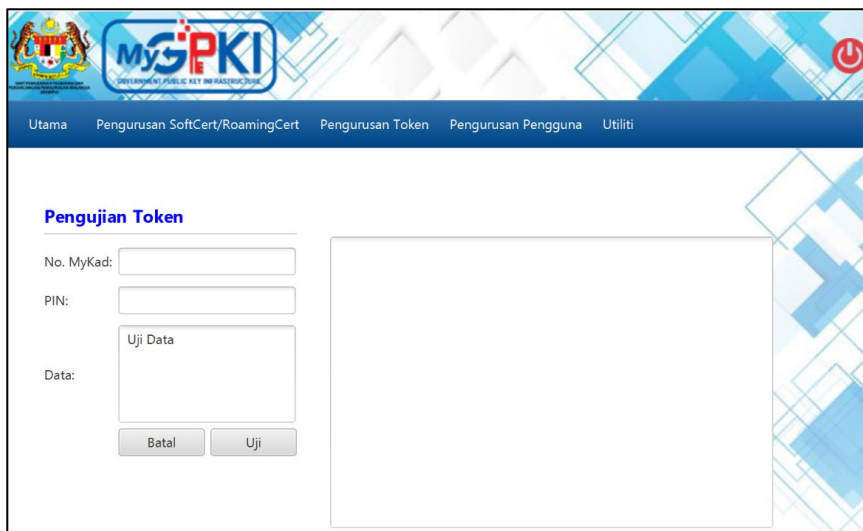 MyGPKI
GOVERNMENT PUBLIC KEY INFRASTRUCTURE
Utama Pengurusan SoftCert/RoamingCert Pengurusan Token Pengurusan Pengguna Utiliti
Pengujian Token
No. MyKad:
PIN:
Uji Data
Data:
Batal Uji